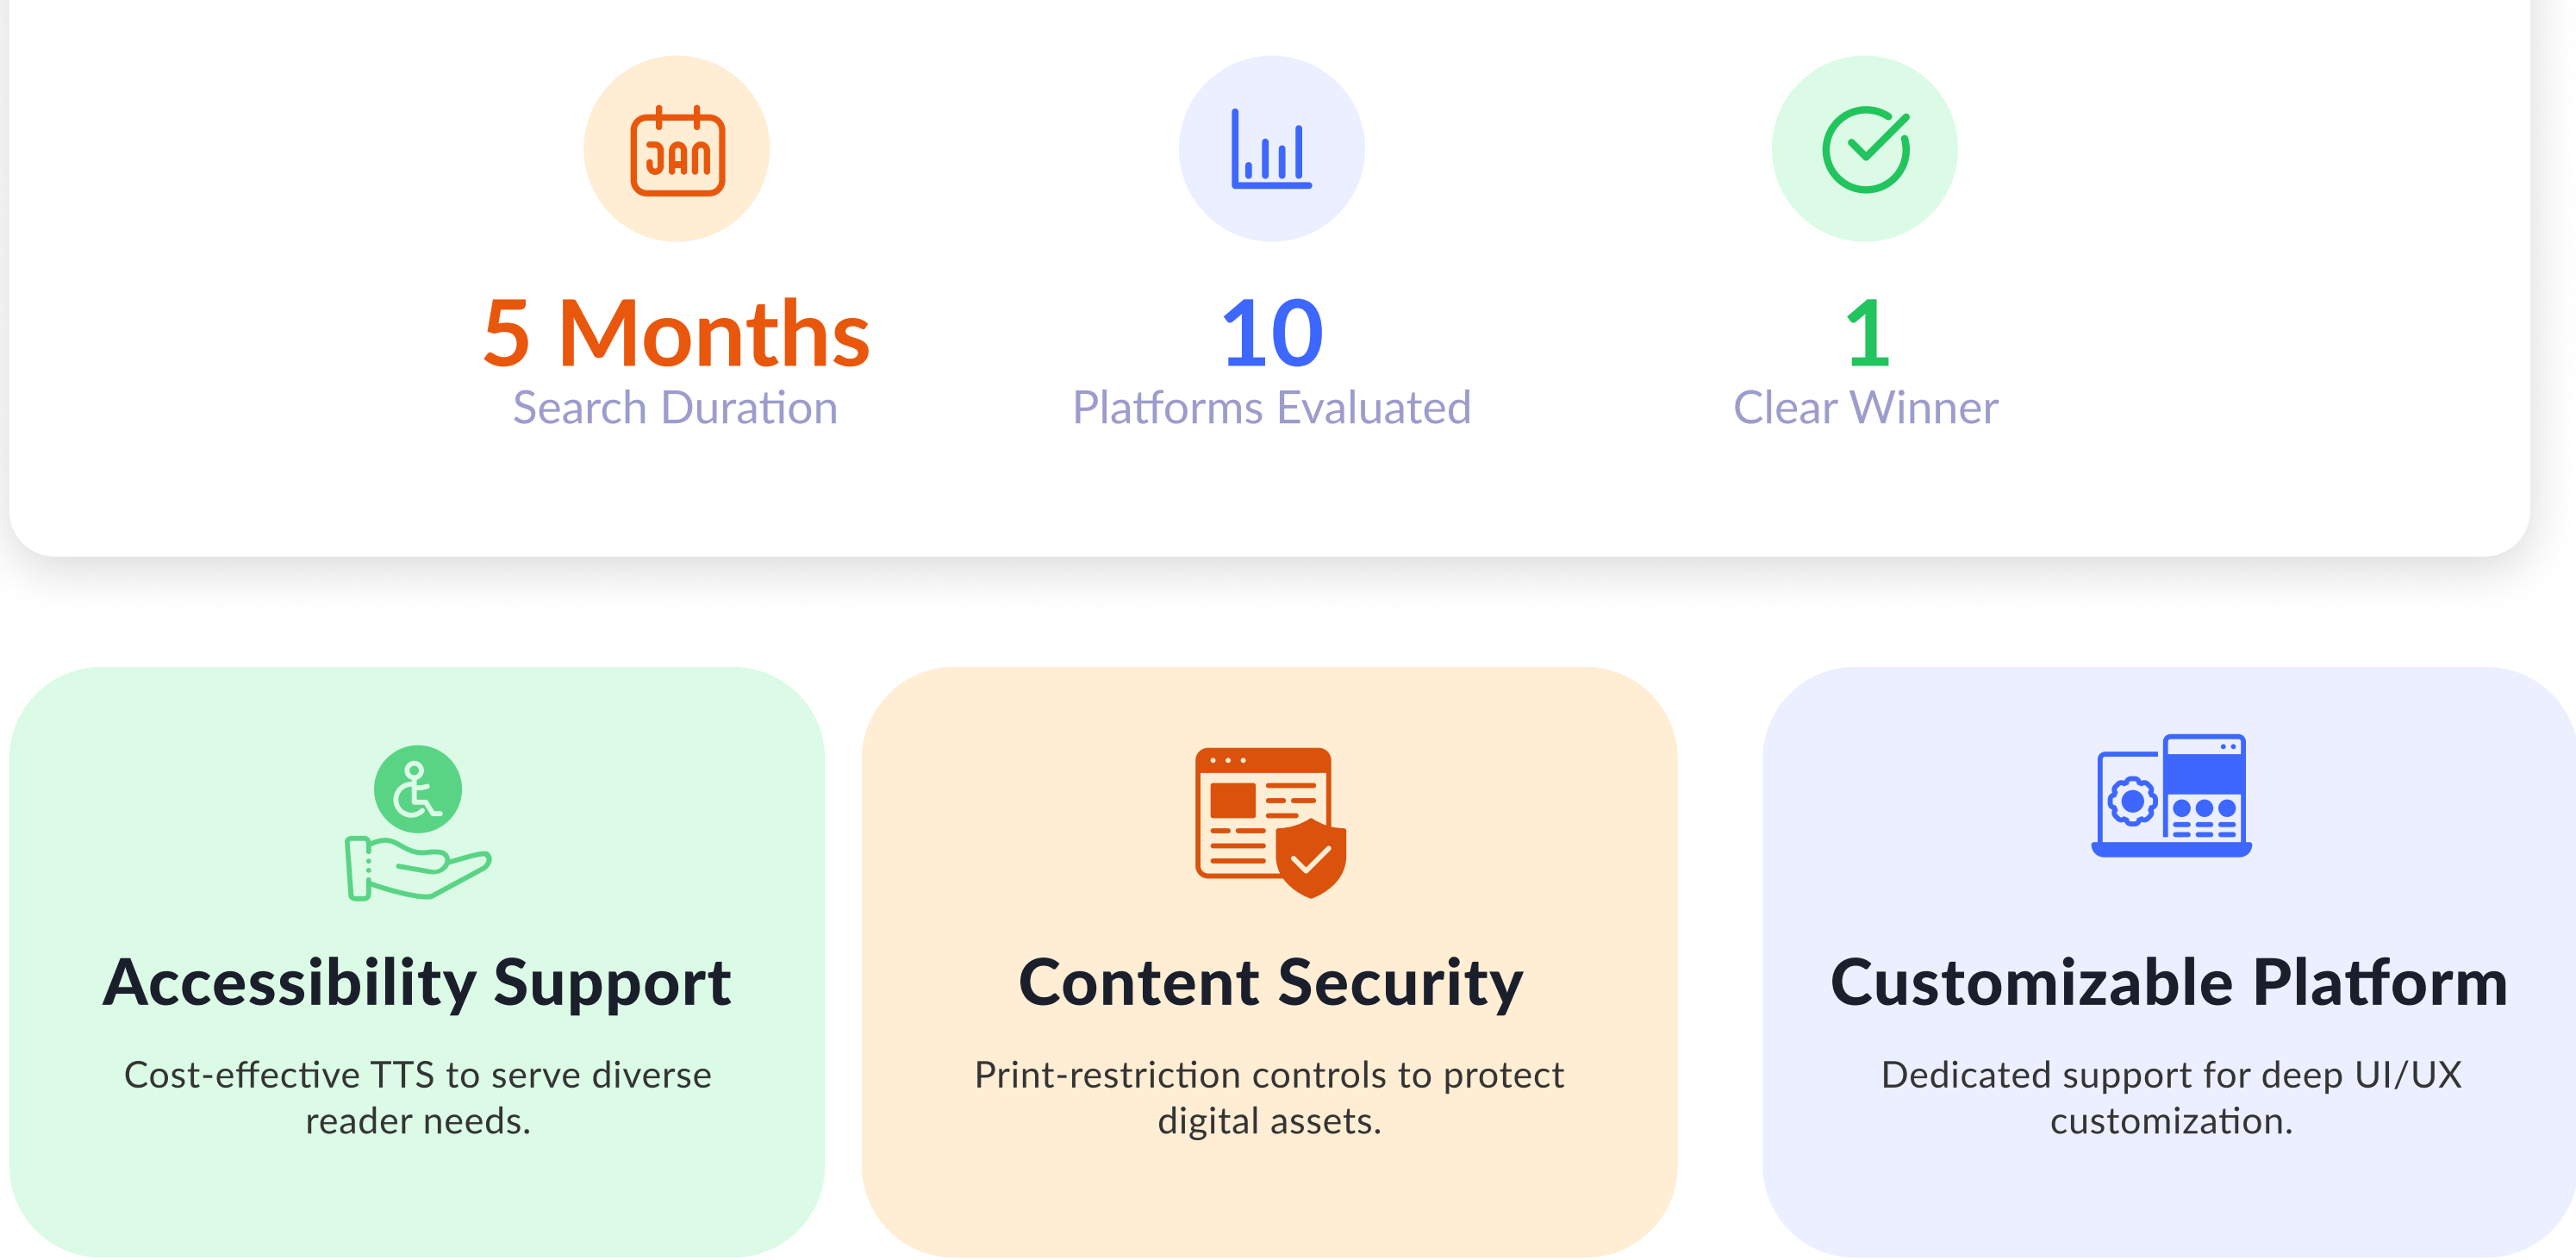 JAN
5 Months
Search Duration
10
Platforms Evaluated
1
Clear Winner
Accessibility Support
Cost-effective TTS to serve diverse
reader needs.
Content Security
Print-restriction controls to protect
digital assets.
Customizable Platform
Dedicated support for deep UI/UX
customization.